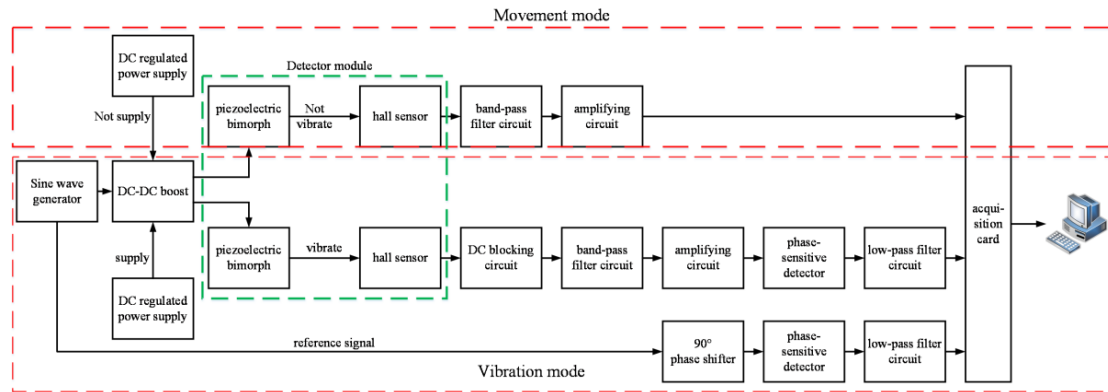 Movement mode
DC regulated
power supply
Detector module
Not supply
piezoelectric
bimorph
Not
vibrate
hall sensor
band-pass
filter circuit
amplifying
circuit
Sine wave
generator
DC-DC boost
acqui-
sition
card
supply
piezoelectric
bimorph
vibrate
hall sensor
DC blocking
circuit
band-pass
filter circuit
amplifying
circuit
phase-
sensitive
detector
low-pass filter
circuit
DC regulated
power supply
reference signal
90°
phase shifter
phase-
sensitive
detector
low-pass filter
circuit
Vibration mode